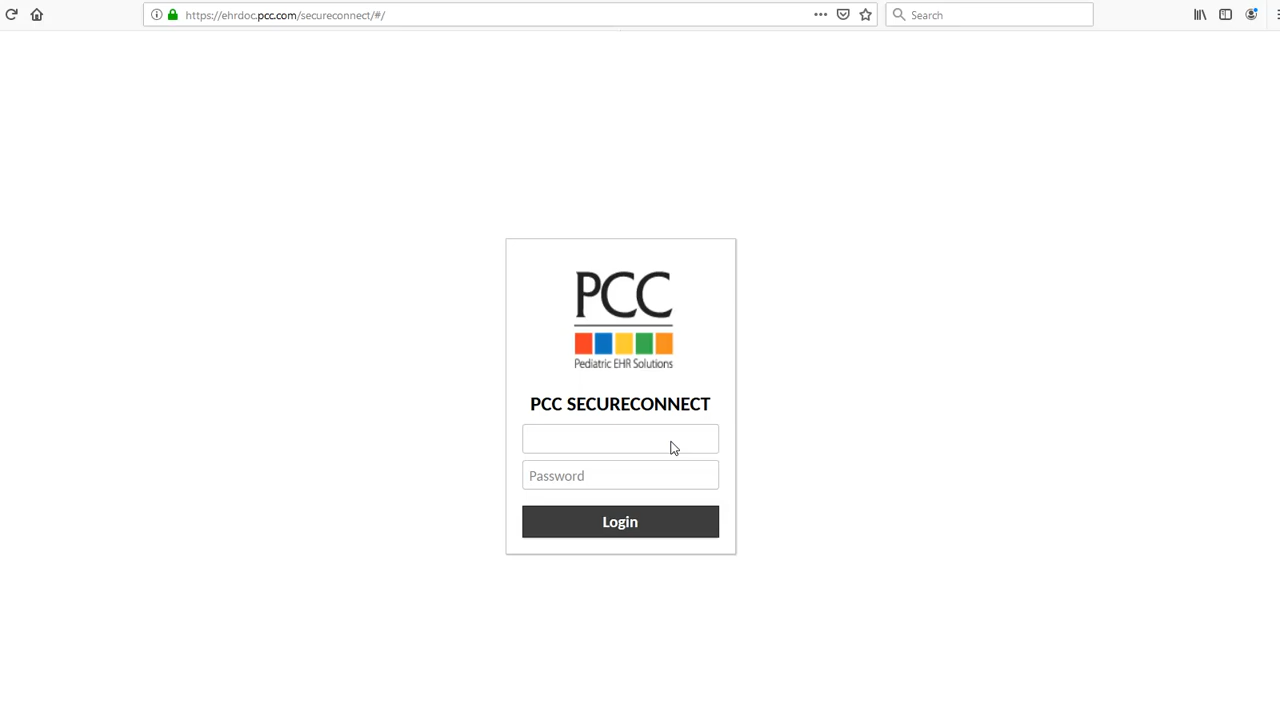 https://ehrdoc.pcc.com/secureconnect/#/
Search
PCC
Pediatric EHR Solutions
PCC SECURECONNECT
Password
Login